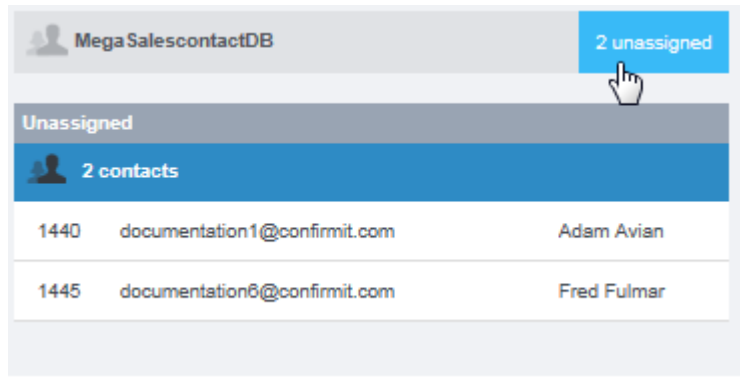 MegaSalescontactDB 2 unassigned
Unassigned
2 contacts
1440 documentation1@confirmit.com Adam Avian
1445 documentation6@confirmit.com Fred Fulmar